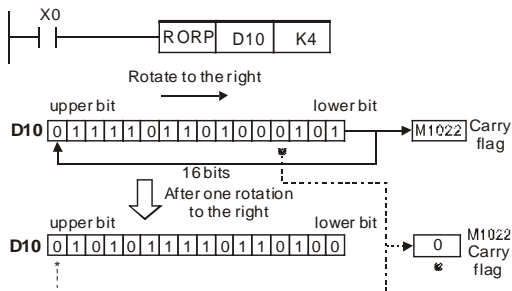 X0
RORP D10 K4
Rotate to the right
upper bit lower bit
D10 0 1 1 1 1 0 1 1 0 1 0 0 0 1 0 1 M1022 Carry flag
16 bits
After one rotation
to the right
upper bit lower bit
D10 0 1 0 1 0 1 1 1 1 0 1 1 0 1 0 0 0 M1022 Carry flag
*